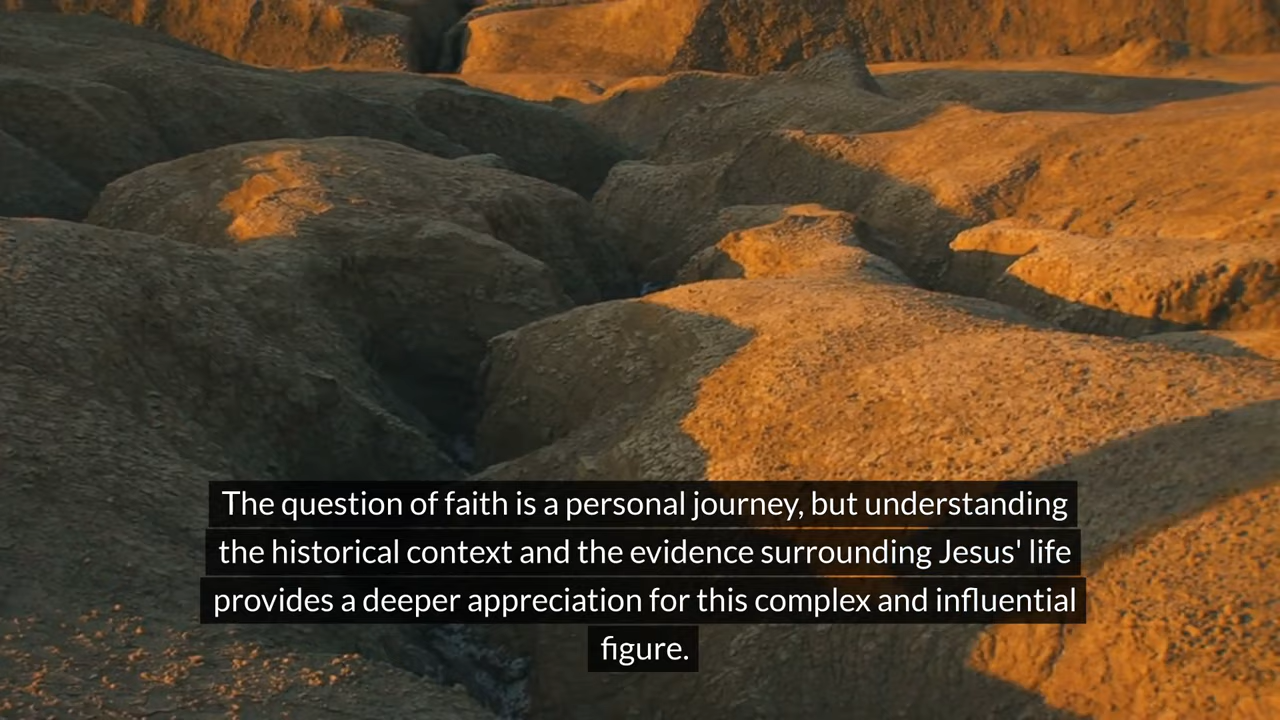 The question of faith is a personal journey, but understanding
the historical context and the evidence surrounding Jesus' life
provides a deeper appreciation for this complex and influential
figure.